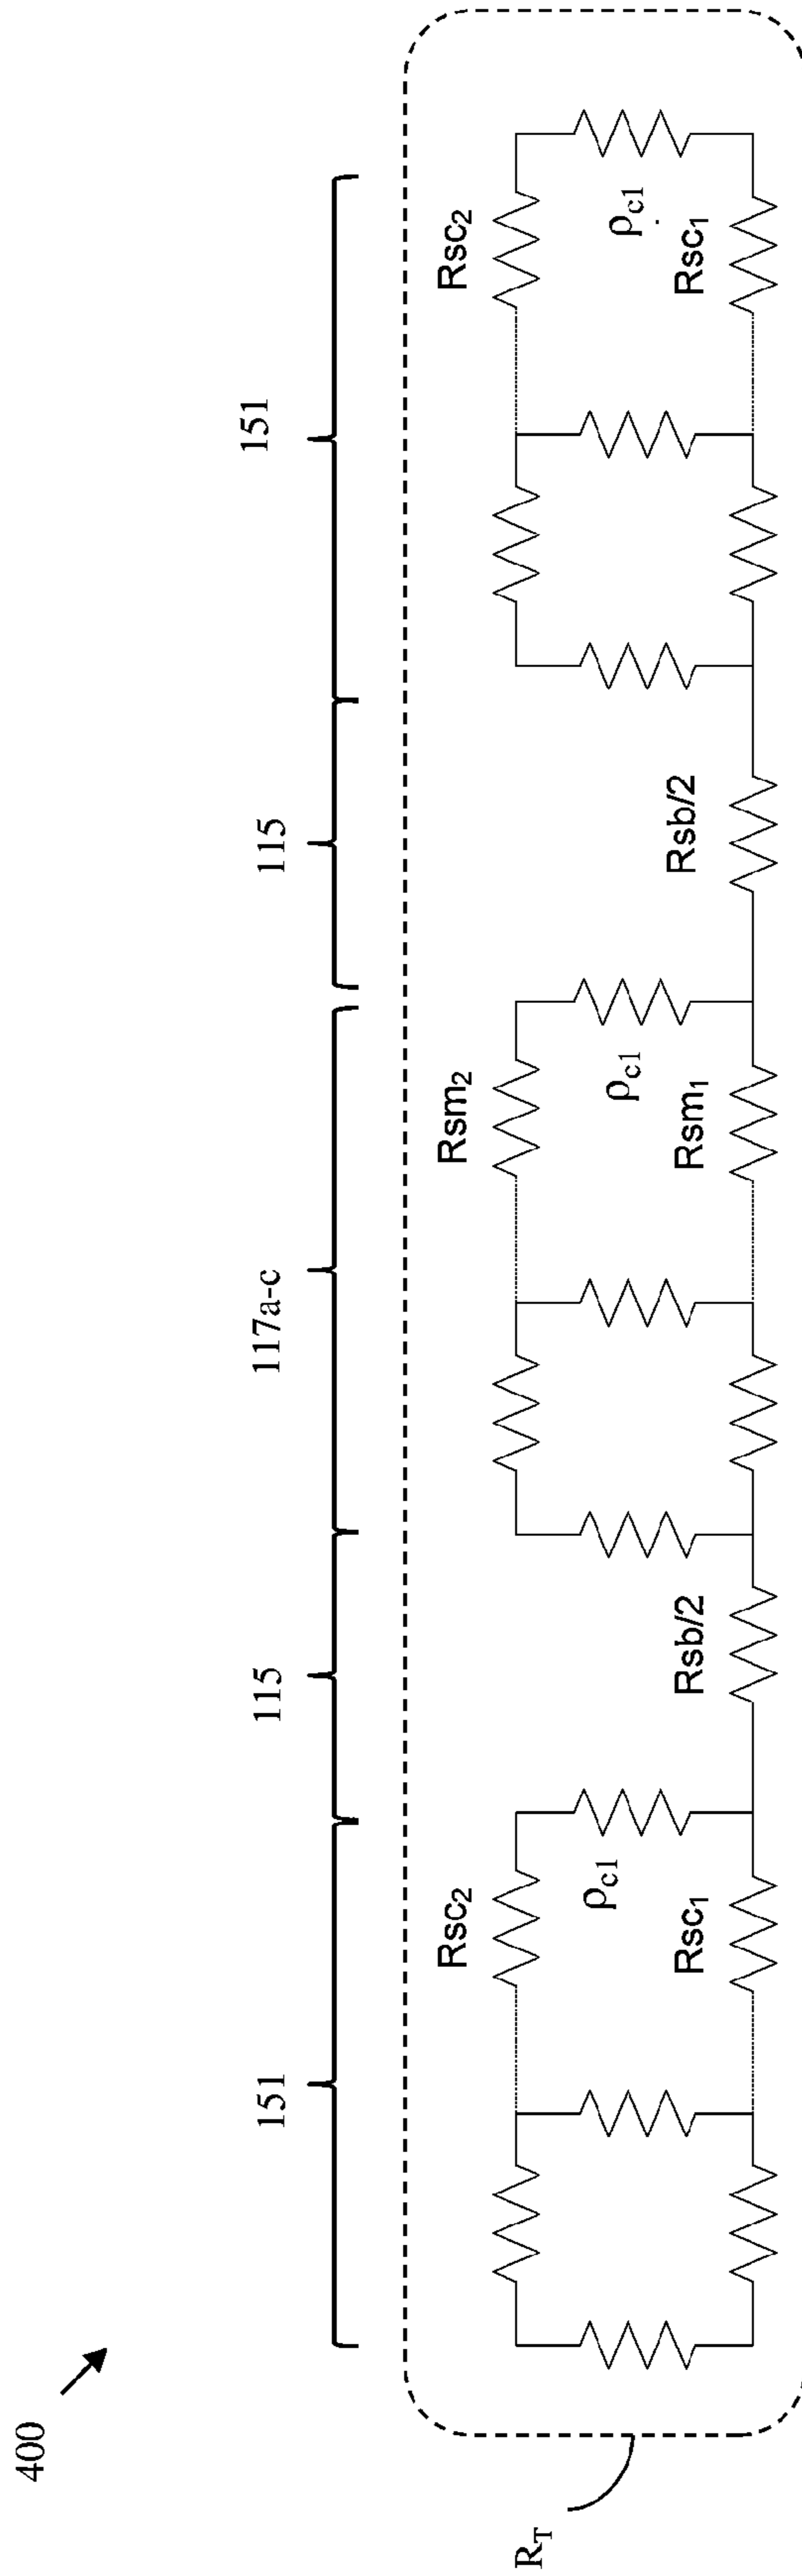 400
151
115
117a-c
115
151
Rsc₂
Rsm₂
Rsc₂
ρc1
ρc1
ρc1
Rsc₁
Rsb/2
Rsm₁
Rsb/2
Rsc₁
R_T